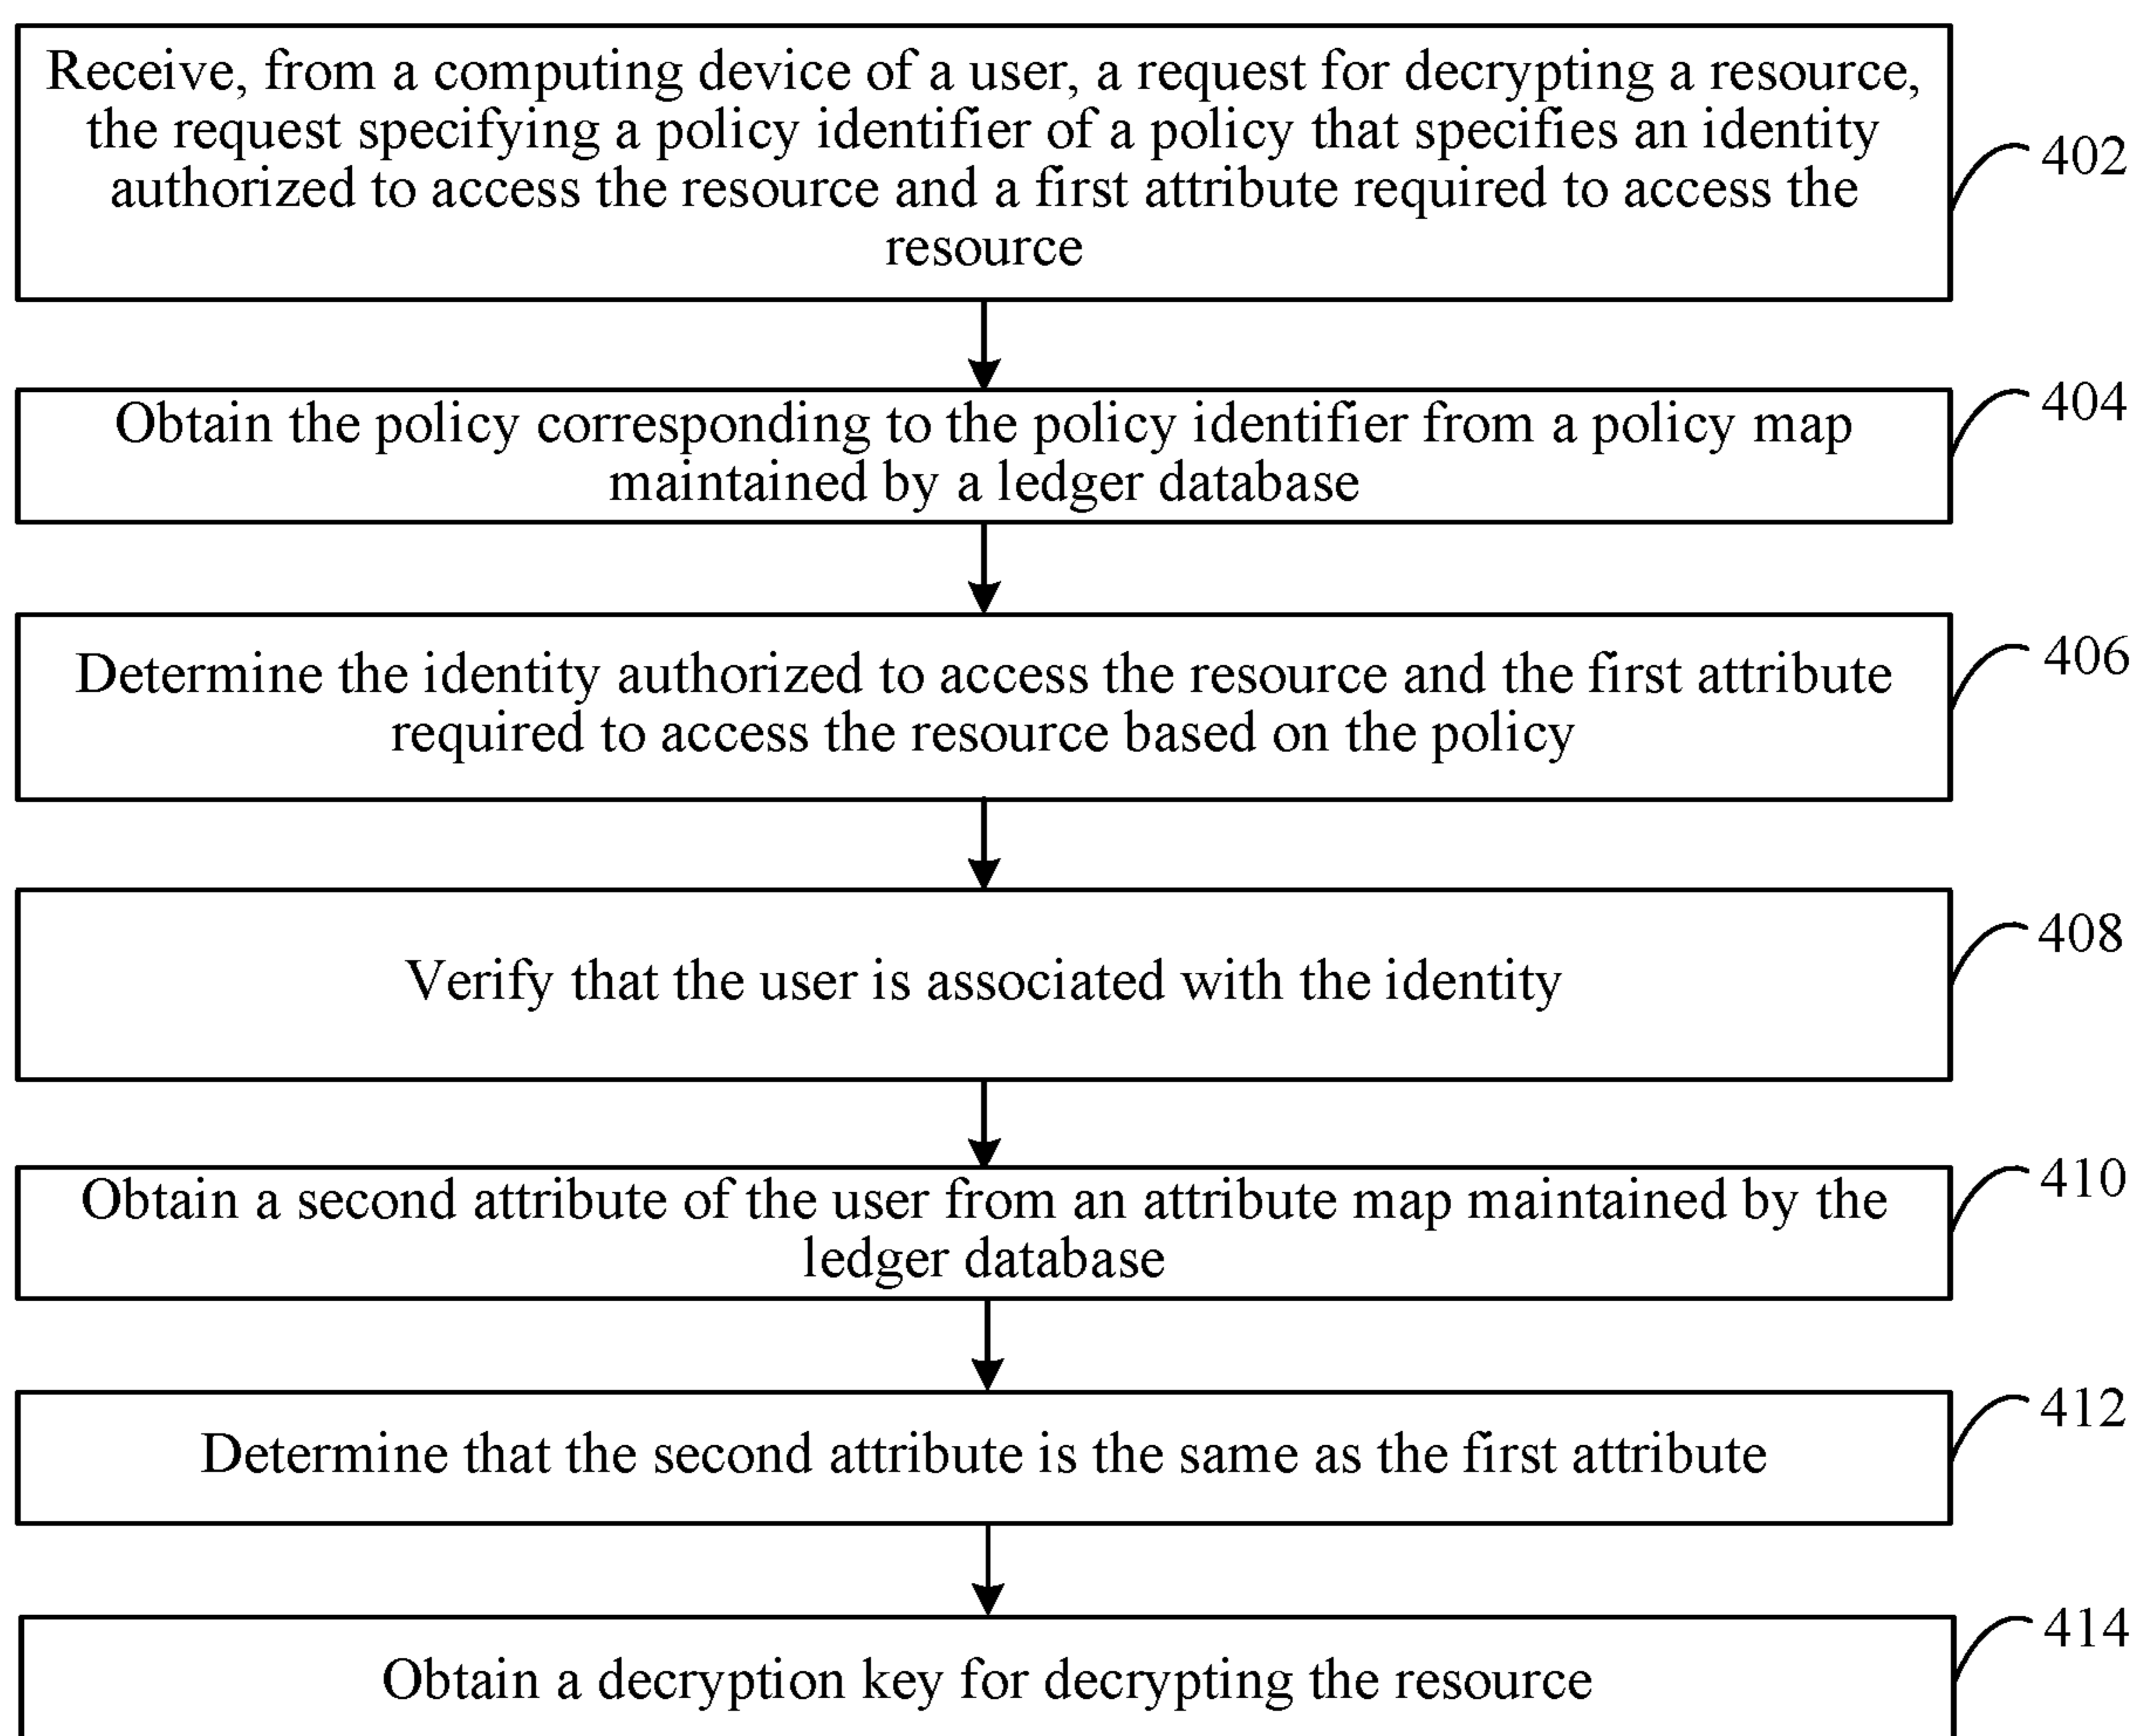 Receive, from a computing device of a user, a request for decrypting a resource,
the request specifying a policy identifier of a policy that specifies an identity
authorized to access the resource and a first attribute required to access the
resource
402
Obtain the policy corresponding to the policy identifier from a policy map
maintained by a ledger database
404
Determine the identity authorized to access the resource and the first attribute
required to access the resource based on the policy
406
Verify that the user is associated with the identity
408
Obtain a second attribute of the user from an attribute map maintained by the
ledger database
410
Determine that the second attribute is the same as the first attribute
412
Obtain a decryption key for decrypting the resource
414